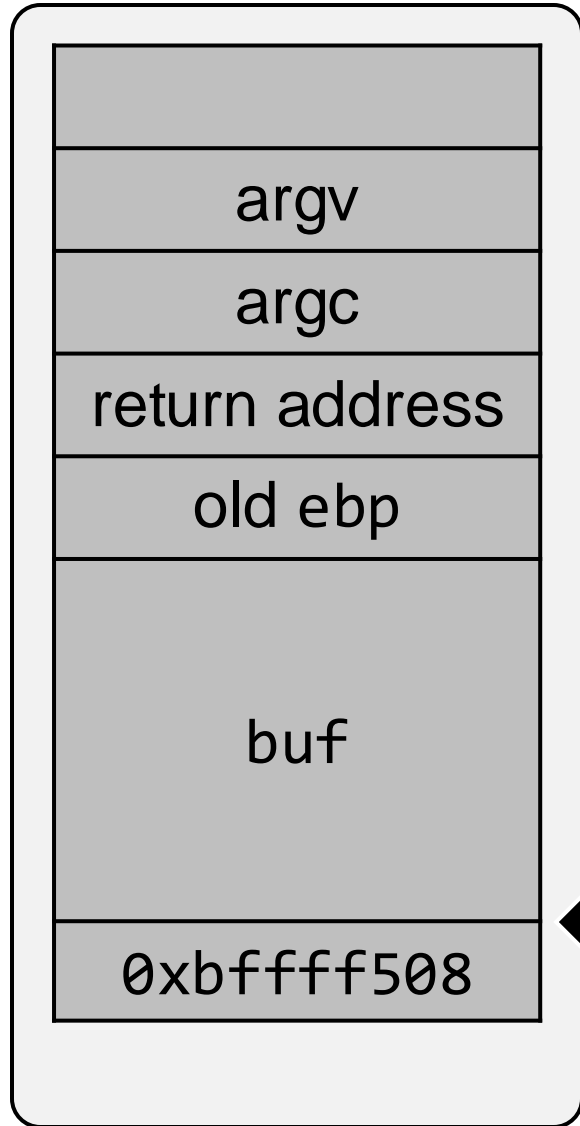 argv
argc
return address
old ebp
buf
0xbffff508